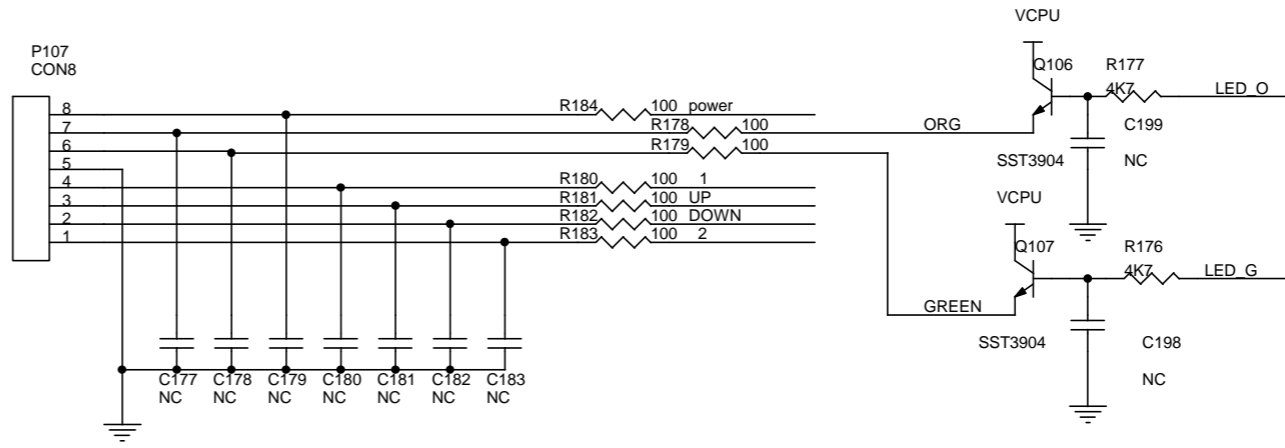 VCPU
P107
CON8
Q106
R177
4K7
LED_O
8
R184
100
power
7
R178
100
ORG
C199
6
R179
100
SST3904
NC
5
4
R180
100
1
VCPU
3
R181
100
UP
2
R182
100
DOWN
1
R183
100
2
Q107
R176
4K7
LED_G
GREEN
SST3904
C198
NC
C177
NC
C178
NC
C179
NC
C180
NC
C181
NC
C182
NC
C183
NC